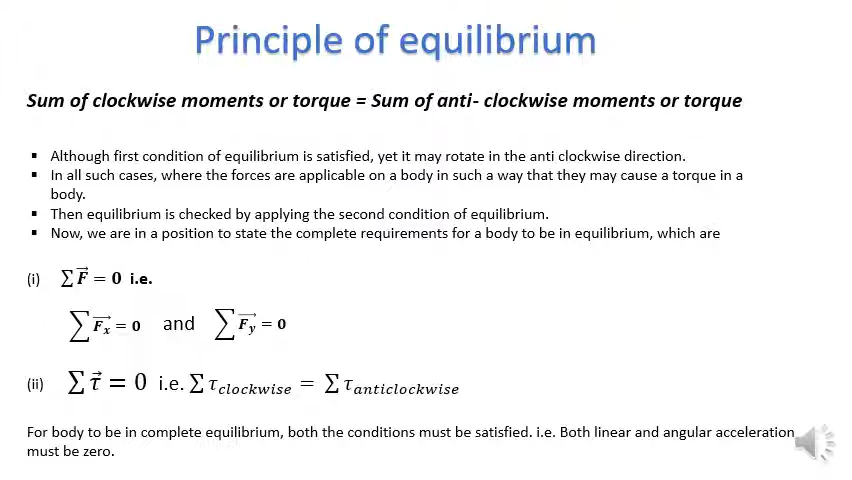 Principle of equilibrium
Sum of clockwise moments or torque = Sum of anti- clockwise moments or torque
▪ Although first condition of equilibrium is satisfied, yet it may rotate in the anti clockwise direction.
▪ In all such cases, where the forces are applicable on a body in such a way that they may cause a torque in a
body.
▪ Then equilibrium is checked by applying the second condition of equilibrium.
▪ Now, we are in a position to state the complete requirements for a body to be in equilibrium, which are
(i) ∑F⃗ = 0 i.e.
∑F⃗ₓ = 0 and ∑F⃗_y = 0
(ii) ∑τ⃗ = 0 i.e. ∑τ_clockwise = ∑τ_anticlockwise
For body to be in complete equilibrium, both the conditions must be satisfied. i.e. Both linear and angular acceleration
must be zero.